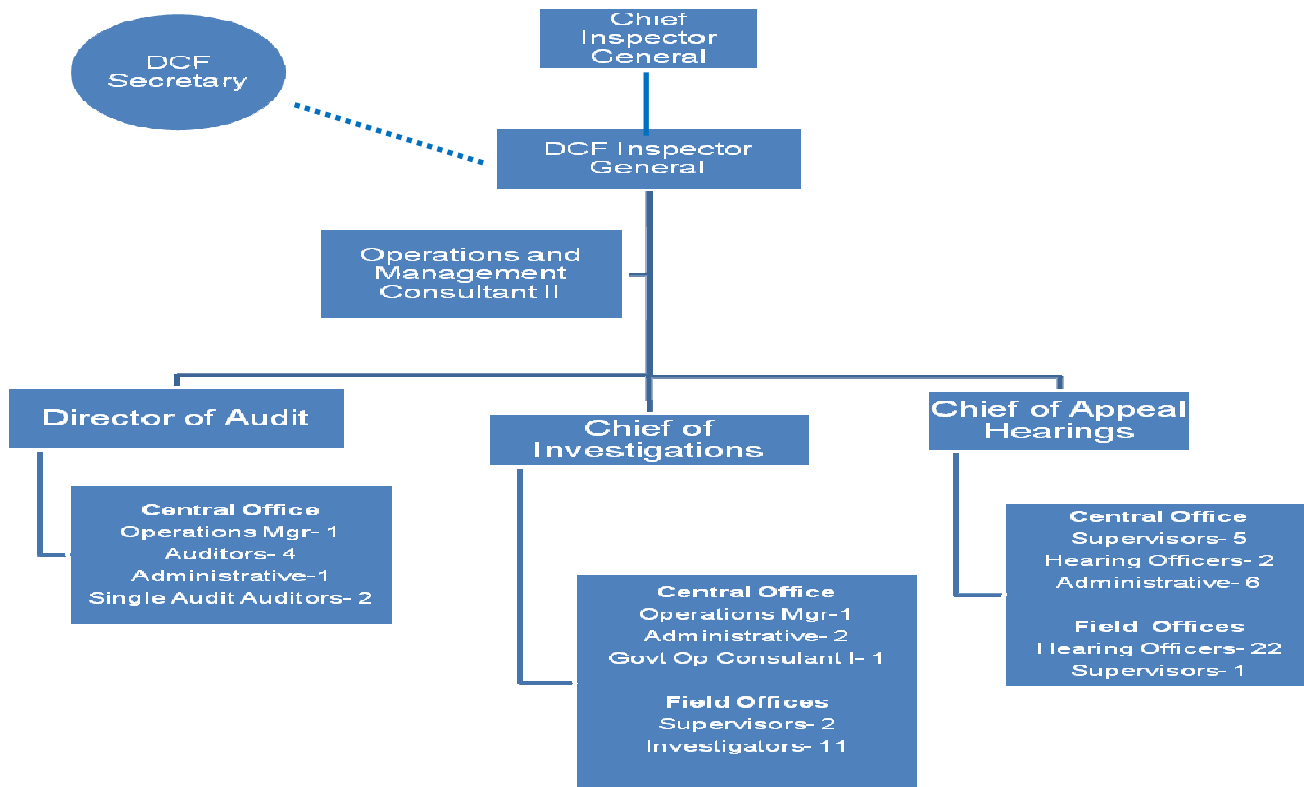 Chief
Inspector
General
DCF
Secretary
DCF Inspector
General
Operations and
Management
Consultant II
Director of Audit
Central Office
Operations Mgr- 1
Auditors- 4
Administrative-1
Single Audit Auditors- 2
Chief of
Investigations
Central Office
Operations Mgr-1
Administrative- 2
Govt Op Consulant I- 1
Field Offices
Supervisors- 2
Investigators- 11
Chief of Appeal
Hearings
Central Office
Supervisors- 5
Hearing Officers- 2
Administrative- 6
Field Offices
Hearing Officers- 22
Supervisors- 1